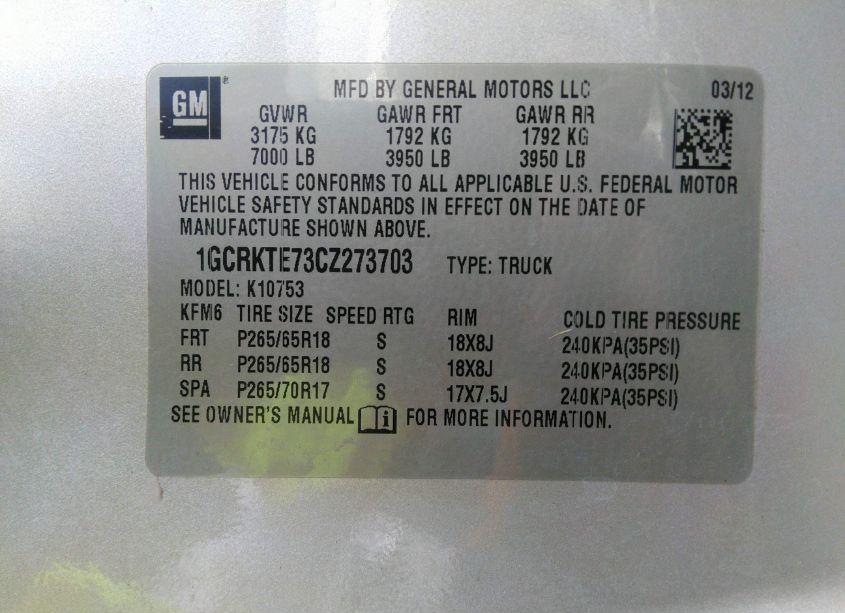 GM ® MFD BY GENERAL MOTORS LLC 03/12
GVWR GAWR FRT GAWR RR
3175 KG 1792 KG 1792 KG
7000 LB 3950 LB 3950 LB
THIS VEHICLE CONFORMS TO ALL APPLICABLE U.S. FEDERAL MOTOR
VEHICLE SAFETY STANDARDS IN EFFECT ON THE DATE OF
MANUFACTURE SHOWN ABOVE.
1GCRKTE73CZ273703 TYPE: TRUCK
MODEL: K10753
KFM6 TIRE SIZE SPEED RTG RIM COLD TIRE PRESSURE
FRT P265/65R18 S 18X8J 240KPA(35PSI)
RR P265/65R18 S 18X8J 240KPA(35PSI)
SPA P265/70R17 S 17X7.5J 240KPA(35PSI)
SEE OWNER'S MANUAL i FOR MORE INFORMATION.